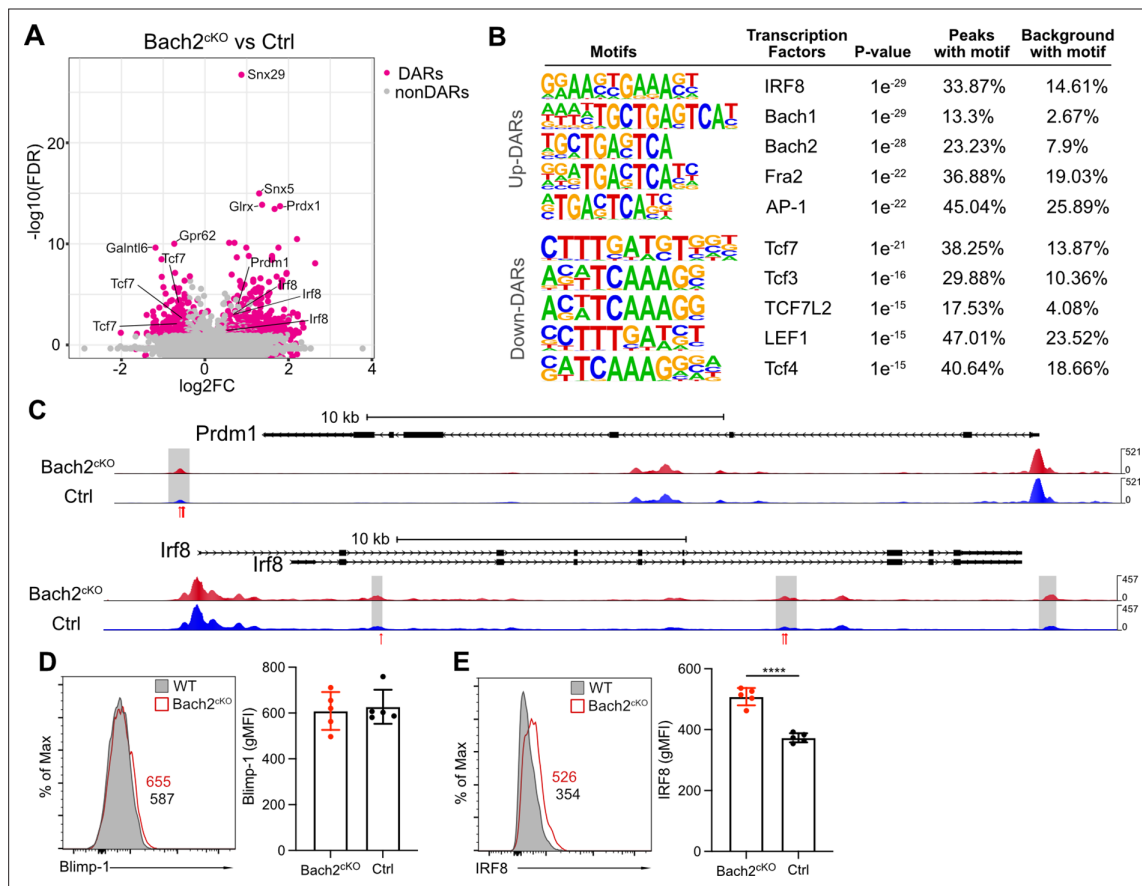 A
Bach2cKO vs Ctrl
DARs
nonDARs
Snx29
Snx5
Glrx
Prdx1
Gpr62
Galntl6
Tcf7
Prdm1
Tcf7
Irf8
Irf8
Tcf7
Irf8
-log10(FDR)
20
10
0
-2
0
2
4
log2FC
B
Motifs
Transcription Factors
P-value
Peaks with motif
Background with motif
Up-DARs
IRF8 1e-29 33.87% 14.61%
TGCTGAGTCA Bach1 1e-29 13.3% 2.67%
TGCTGAGTCA Bach2 1e-28 23.23% 7.9%
Fra2 1e-22 36.88% 19.03%
AP-1 1e-22 45.04% 25.89%
Down-DARs
Tcf7 1e-21 38.25% 13.87%
Tcf3 1e-16 29.88% 10.36%
TCF7L2 1e-15 17.53% 4.08%
LEF1 1e-15 47.01% 23.52%
Tcf4 1e-15 40.64% 18.66%
C
10 kb
Prdm1
Bach2cKO
521
0
Ctrl
521
0
10 kb
Irf8
Irf8
Bach2cKO
457
0
Ctrl
457
0
D
WT
Bach2cKO
% of Max
655
587
Blimp-1
Blimp-1 (gMFI)
800
600
400
200
0
Bach2cKO
Ctrl
E
WT
Bach2cKO
% of Max
526
354
IRF8
IRF8 (gMFI)
600
400
200
0
****
Bach2cKO
Ctrl